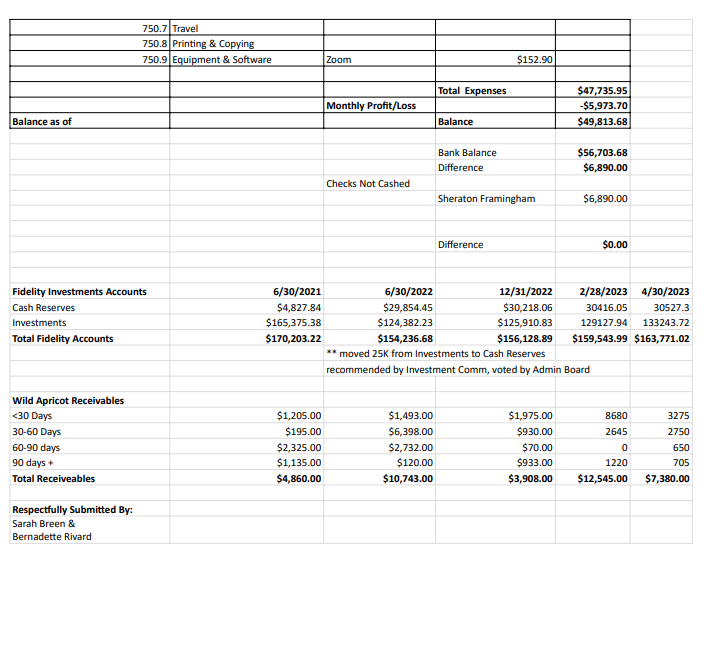 750.7 Travel
750.8 Printing & Copying
750.9 Equipment & Software Zoom $152.90
Total Expenses $47,735.95
Monthly Profit/Loss -$5,973.70
Balance as of Balance $49,813.68
Bank Balance $56,703.68
Difference $6,890.00
Checks Not Cashed
Sheraton Framingham $6,890.00
Difference $0.00
Fidelity Investments Accounts 6/30/2021 6/30/2022 12/31/2022 2/28/2023 4/30/2023
Cash Reserves $4,827.84 $29,854.45 $30,218.06 30416.05 30527.3
Investments $165,375.38 $124,382.23 $125,910.83 129127.94 133243.72
Total Fidelity Accounts $170,203.22 $154,236.68 $156,128.89 $159,543.99 $163,771.02
** moved 25K from Investments to Cash Reserves
recommended by Investment Comm, voted by Admin Board
Wild Apricot Receivables
<30 Days $1,205.00 $1,493.00 $1,975.00 8680 3275
30-60 Days $195.00 $6,398.00 $930.00 2645 2750
60-90 days $2,325.00 $2,732.00 $70.00 0 650
90 days + $1,135.00 $120.00 $933.00 1220 705
Total Receiveables $4,860.00 $10,743.00 $3,908.00 $12,545.00 $7,380.00
Respectfully Submitted By:
Sarah Breen &
Bernadette Rivard